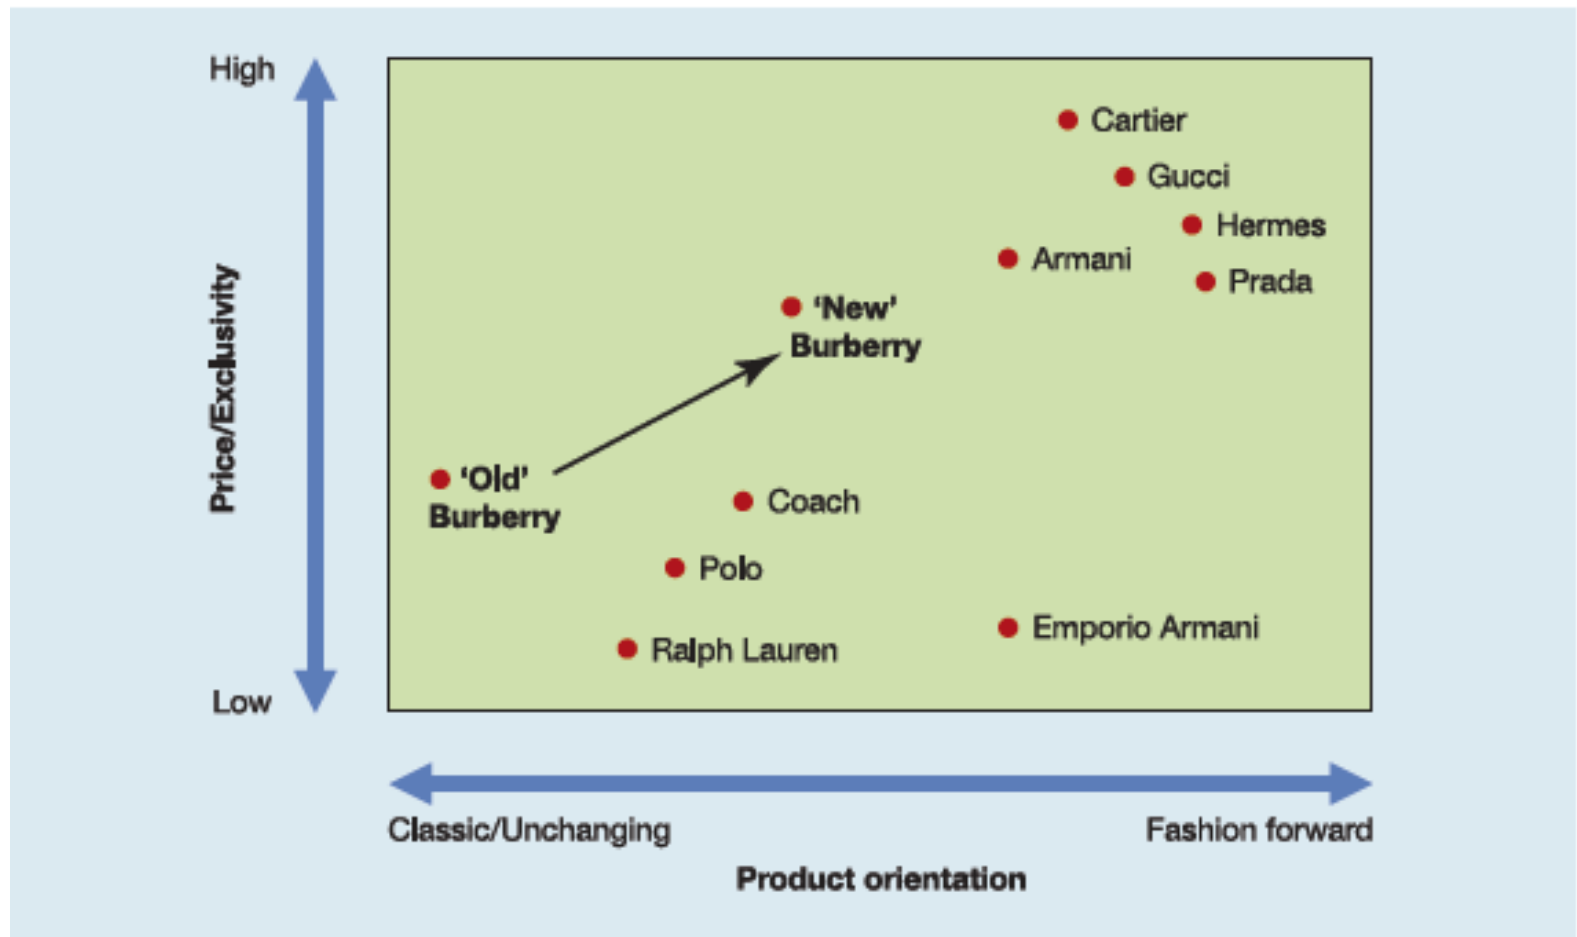 High
Cartier
Gucci
Hermes
Armani
Prada
‘New’
Burberry
Price/Exclusivity
‘Old’
Burberry
Coach
Polo
Emporio Armani
Ralph Lauren
Low
Classic/Unchanging
Fashion forward
Product orientation